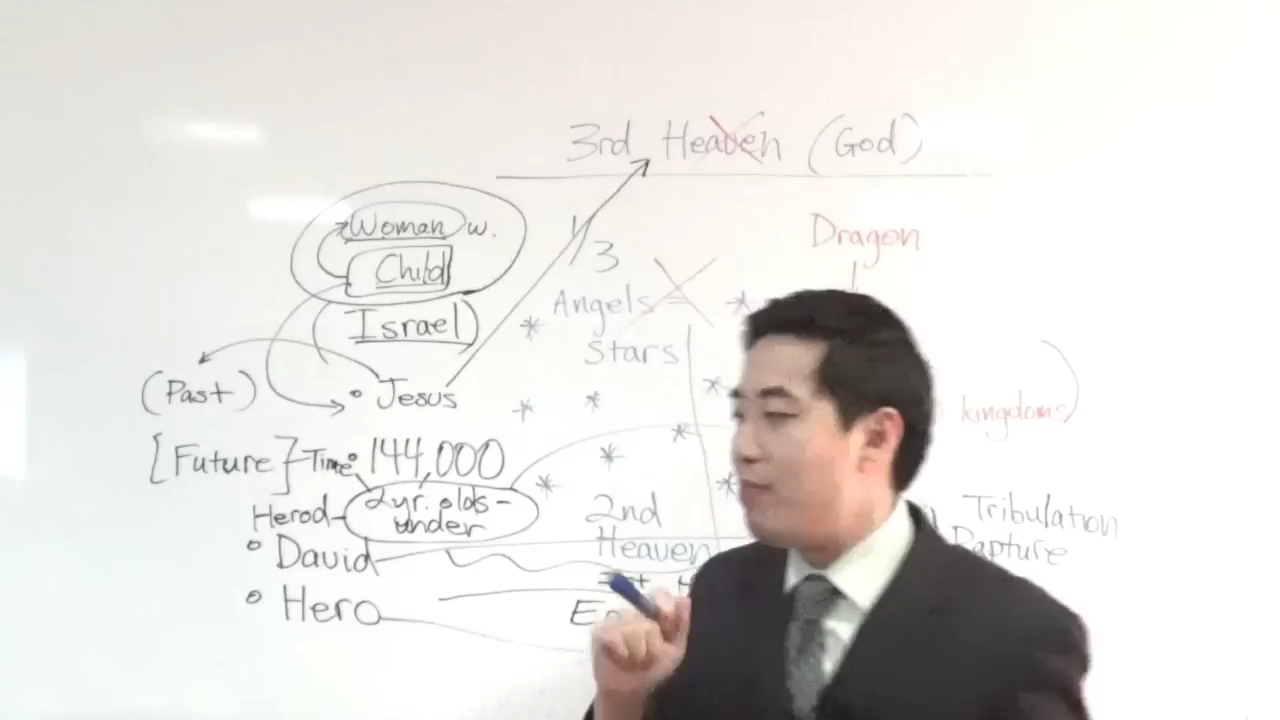 3rd Heaven (God)
Woman w.
Child
(Israel)
1/3
Angels =
Stars
Dragon
(Past)
• Jesus
[Future] - Time: 144,000
Herod - 2yr. olds -
under
• David
• Hero
2nd
Heaven
kingdoms)
Tribulation
Rapture